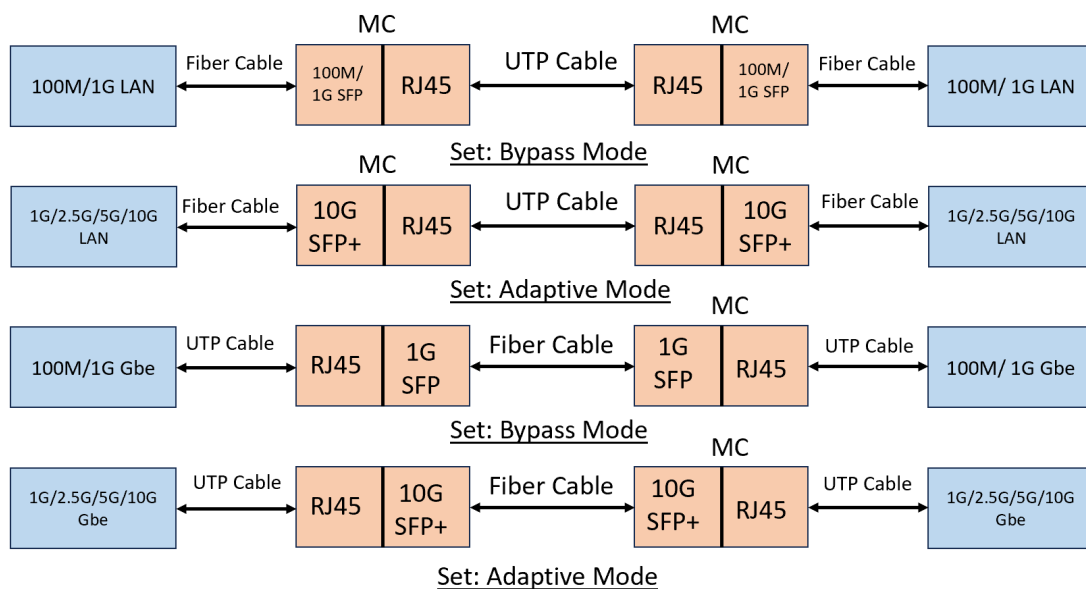 MC
MC
100M/1G LAN
Fiber Cable
100M/
1G SFP
RJ45
UTP Cable
RJ45
100M/
1G SFP
Fiber Cable
100M/ 1G LAN
Set: Bypass Mode
MC
MC
1G/2.5G/5G/10G
LAN
Fiber Cable
10G
SFP+
RJ45
UTP Cable
RJ45
10G
SFP+
Fiber Cable
1G/2.5G/5G/10G
LAN
Set: Adaptive Mode
MC
100M/1G Gbe
UTP Cable
RJ45
1G
SFP
Fiber Cable
1G
SFP
RJ45
UTP Cable
100M/ 1G Gbe
Set: Bypass Mode
MC
1G/2.5G/5G/10G
Gbe
UTP Cable
RJ45
10G
SFP+
Fiber Cable
10G
SFP+
RJ45
UTP Cable
1G/2.5G/5G/10G
Gbe
Set: Adaptive Mode